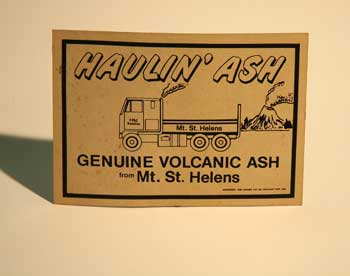 HAULIN' ASH
Mt. St. Helens
GENUINE VOLCANIC ASH
from Mt. St. Helens